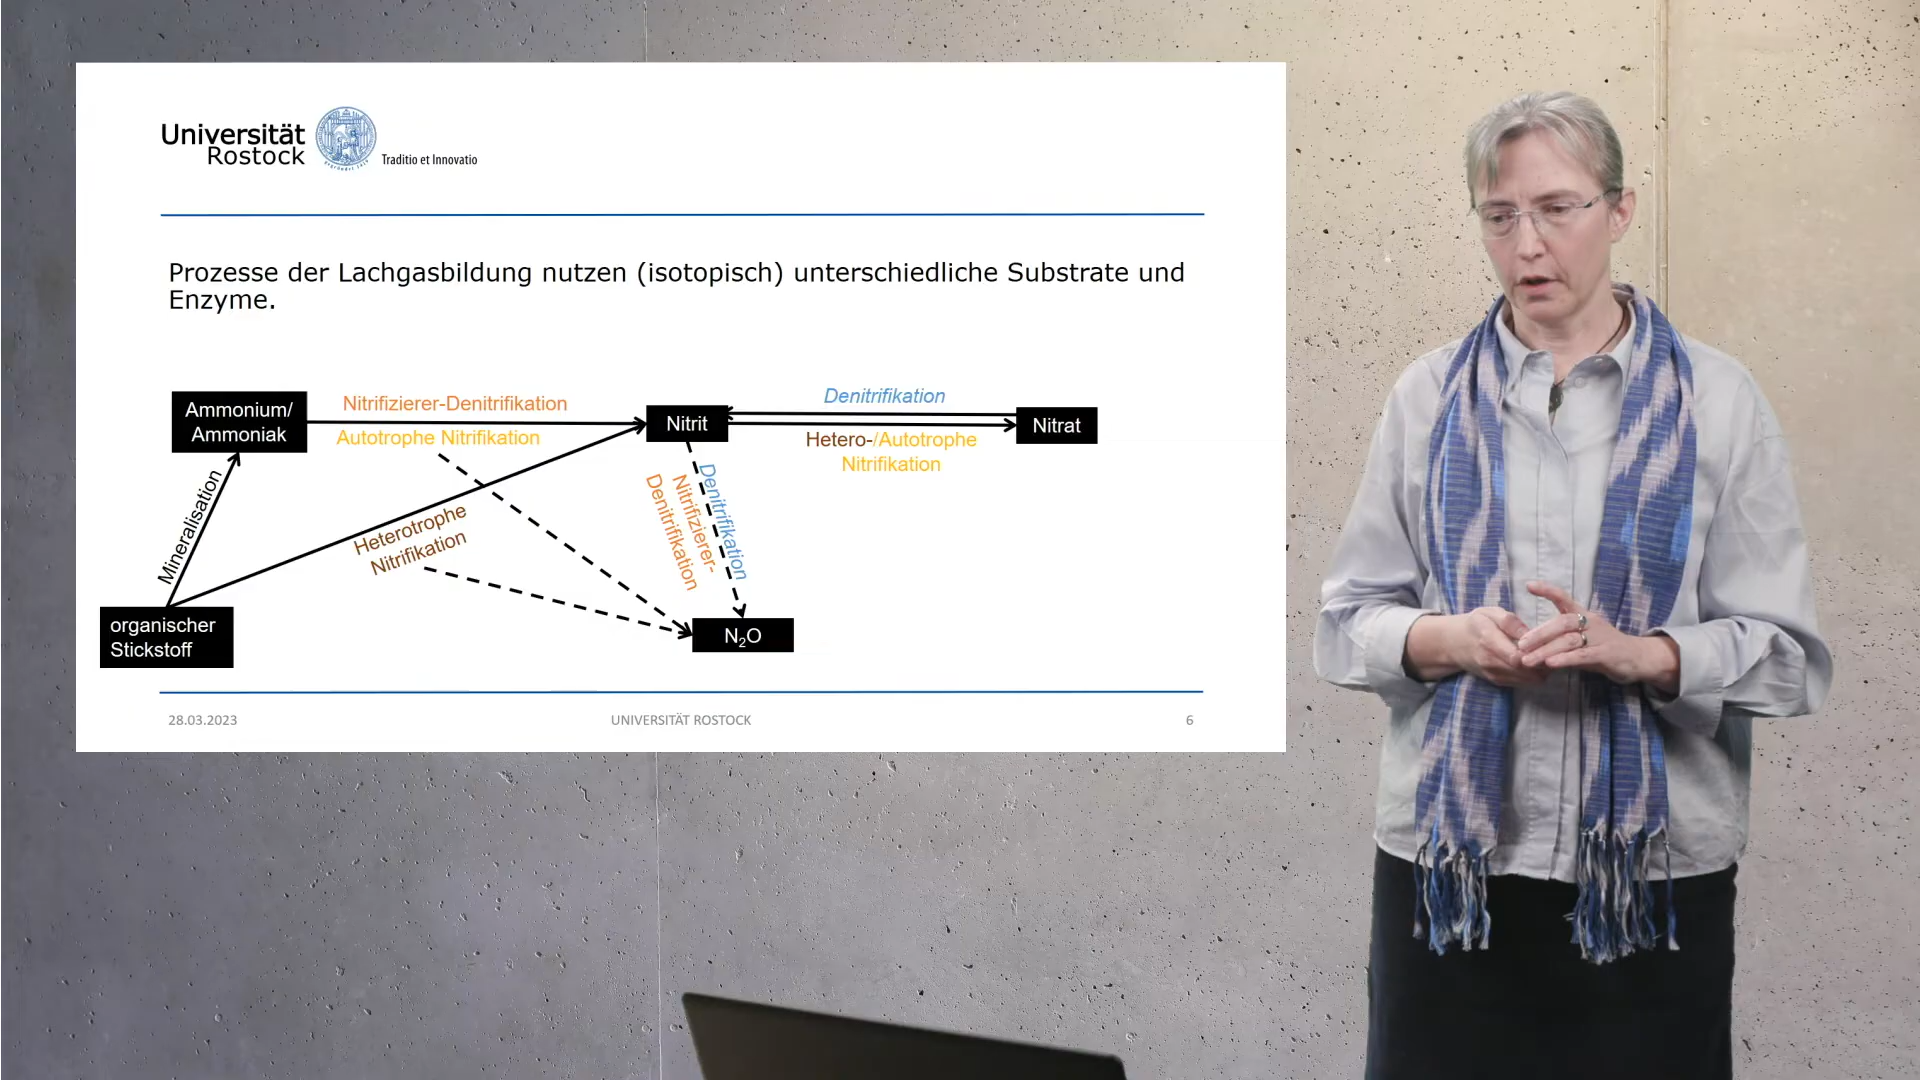 Universität
Rostock
Traditio et Innovatio
Prozesse der Lachgasbildung nutzen (isotopisch) unterschiedliche Substrate und
Enzyme.
Ammonium/
Ammoniak
Nitrifizierer-Denitrifikation
Autotrophe Nitrifikation
Nitrit
Denitrifikation
Hetero-/Autotrophe
Nitrifikation
Nitrat
Mineralisation
Heterotrophe
Nitrifikation
Denitrifikation
Nitrifizierer-
Denitrifikation
organischer
Stickstoff
N₂O
28.03.2023
UNIVERSITÄT ROSTOCK
6